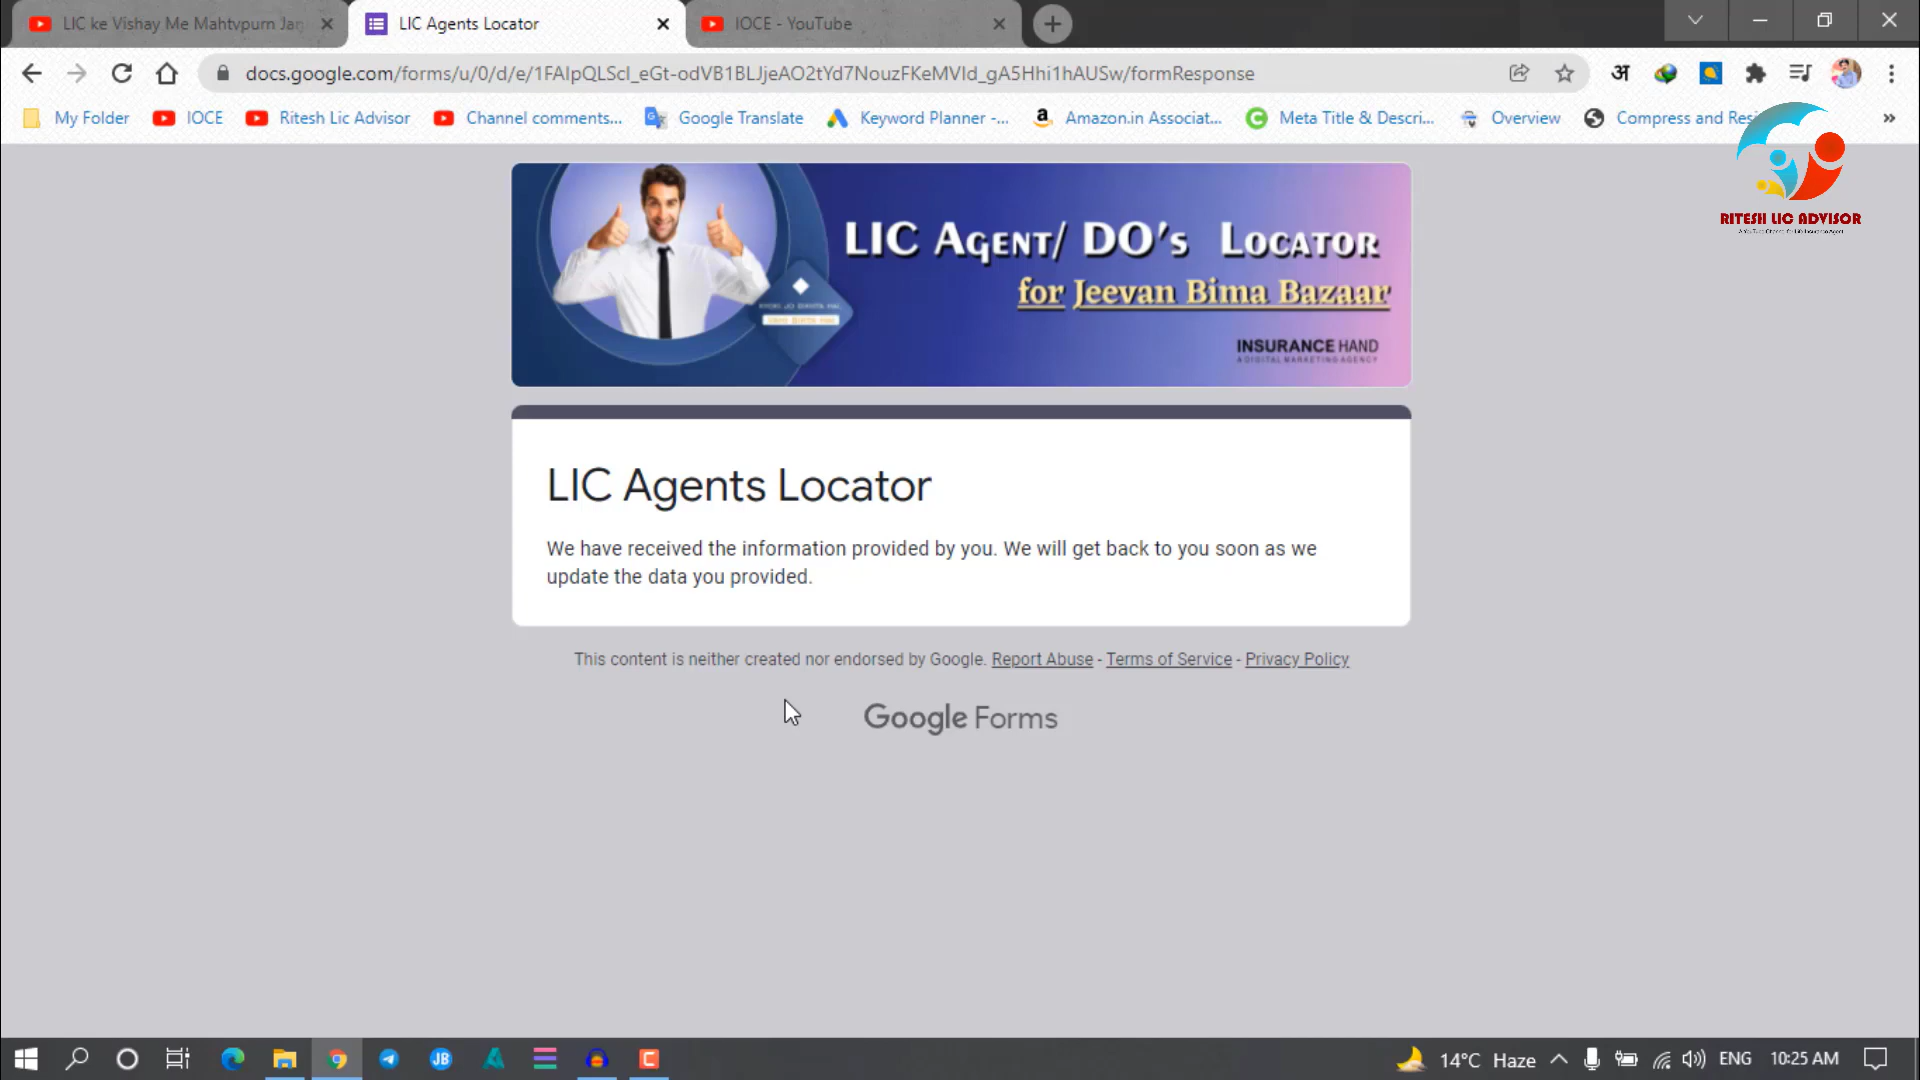 LIC ke Vishay Me Mahtvpurn Jan
LIC Agents Locator
IOCE - YouTube
docs.google.com/forms/u/0/d/e/1FAIpQLScI_eGt-odVB1BLJjeAO2tYd7NouzFKeMVId_gA5Hhi1hAUSw/formResponse
अ
My Folder
IOCE
Ritesh Lic Advisor
Channel comments...
Google Translate
Keyword Planner -...
Amazon.in Associat...
Meta Title & Descri...
Overview
Compress and Resi
RITESH LIC ADVISOR
LIC Agent/ DO's Locator
for Jeevan Bima Bazaar
INSURANCE HAND
A DIGITAL MARKETING AGENCY
LIC Agents Locator
We have received the information provided by you. We will get back to you soon as we
update the data you provided.
This content is neither created nor endorsed by Google. Report Abuse - Terms of Service - Privacy Policy
Google Forms
JB
14°C Haze
ENG
10:25 AM